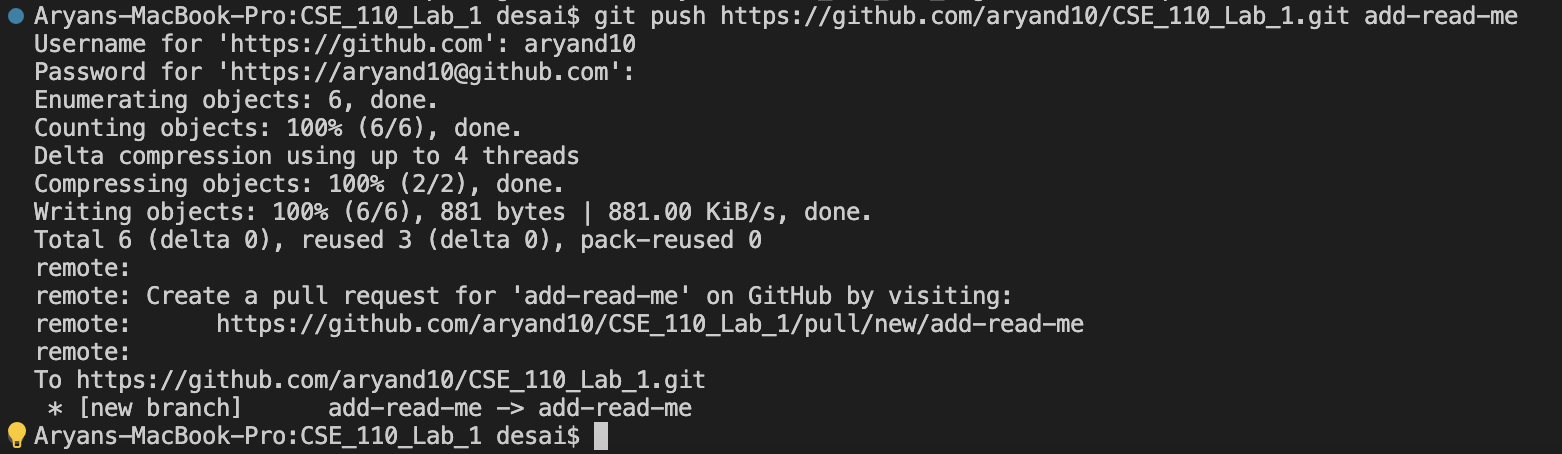 Aryans-MacBook-Pro:CSE_110_Lab_1 desai$ git push https://github.com/aryand10/CSE_110_Lab_1.git add-read-me
Username for 'https://github.com': aryand10
Password for 'https://aryand10@github.com':
Enumerating objects: 6, done.
Counting objects: 100% (6/6), done.
Delta compression using up to 4 threads
Compressing objects: 100% (2/2), done.
Writing objects: 100% (6/6), 881 bytes | 881.00 KiB/s, done.
Total 6 (delta 0), reused 3 (delta 0), pack-reused 0
remote:
remote: Create a pull request for 'add-read-me' on GitHub by visiting:
remote:      https://github.com/aryand10/CSE_110_Lab_1/pull/new/add-read-me
remote:
To https://github.com/aryand10/CSE_110_Lab_1.git
 * [new branch]      add-read-me -> add-read-me
Aryans-MacBook-Pro:CSE_110_Lab_1 desai$